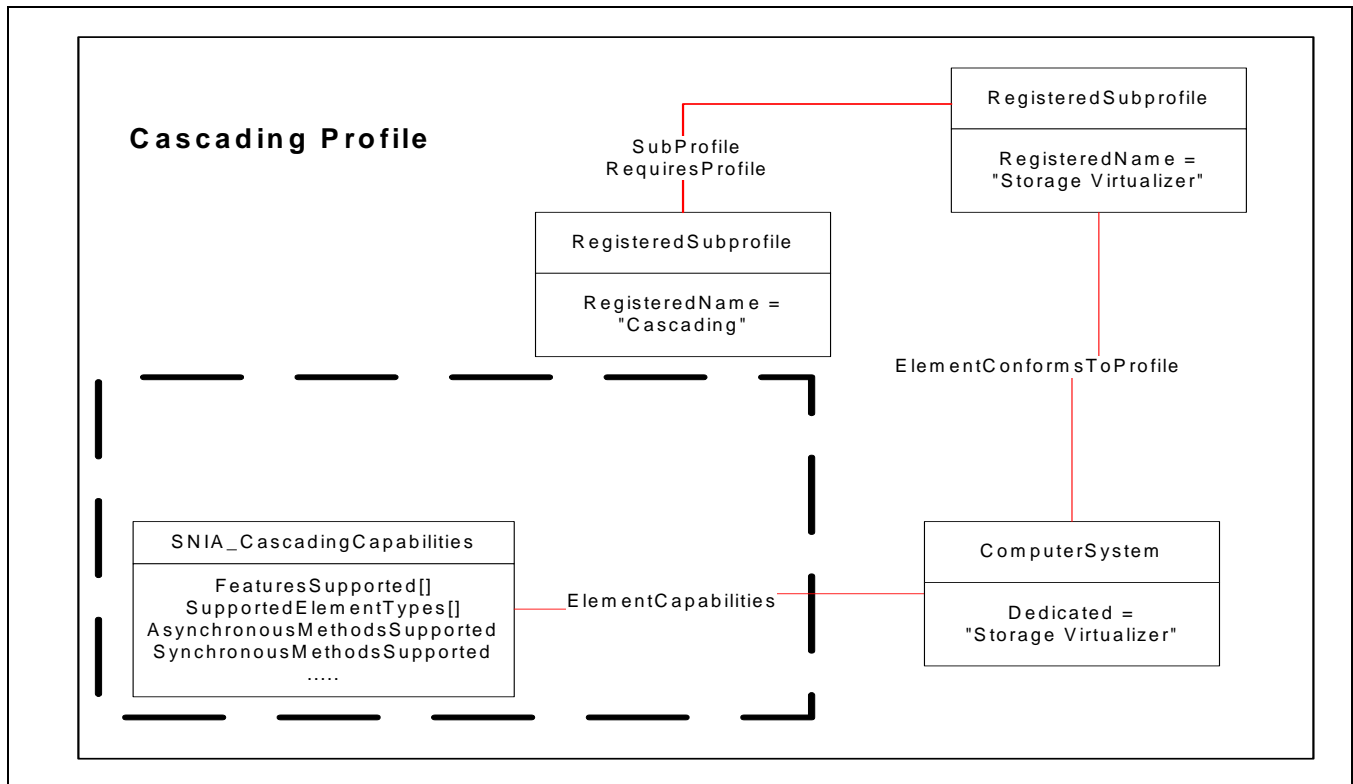 RegisteredSubprofile
RegisteredName =
"Storage Virtualizer"
Cascading Profile
SubProfile
RequiresProfile
RegisteredSubprofile
RegisteredName =
"Cascading"
ElementConformsToProfile
SNIA_CascadingCapabilities
FeaturesSupported[]
SupportedElementTypes[]
AsynchronousMethodsSupported
SynchronousMethodsSupported
.....
ElementCapabilities
ComputerSystem
Dedicated =
"Storage Virtualizer"